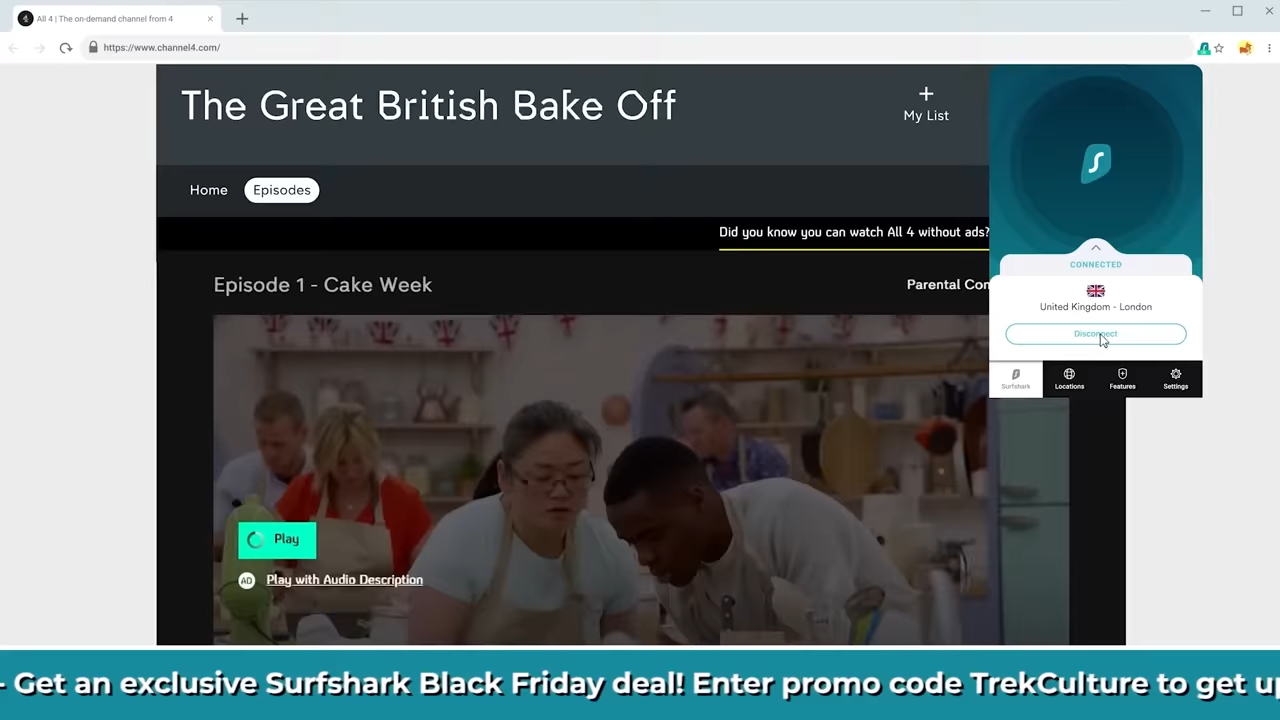 All 4 | The on-demand channel from 4
https://www.channel4.com/
The Great British Bake Off
My List
Home
Episodes
Did you know you can watch All 4 without ads?
Episode 1 - Cake Week
Parental Con
CONNECTED
United Kingdom - London
Disconnect
Surfshark
Locations
Features
Settings
Play
AD
Play with Audio Description
- Get an exclusive Surfshark Black Friday deal! Enter promo code TrekCulture to get up